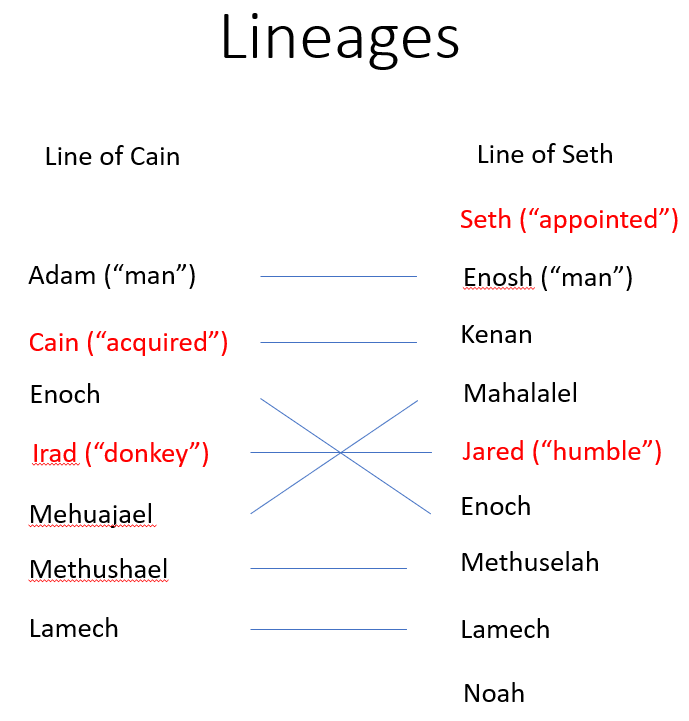 Lineages
Line of Cain
Line of Seth
Seth (“appointed”)
Adam (“man”)
Enosh (“man”)
Cain (“acquired”)
Kenan
Enoch
Mahalalel
Irad (“donkey”)
Jared (“humble”)
Mehuajael
Enoch
Methushael
Methuselah
Lamech
Lamech
Noah